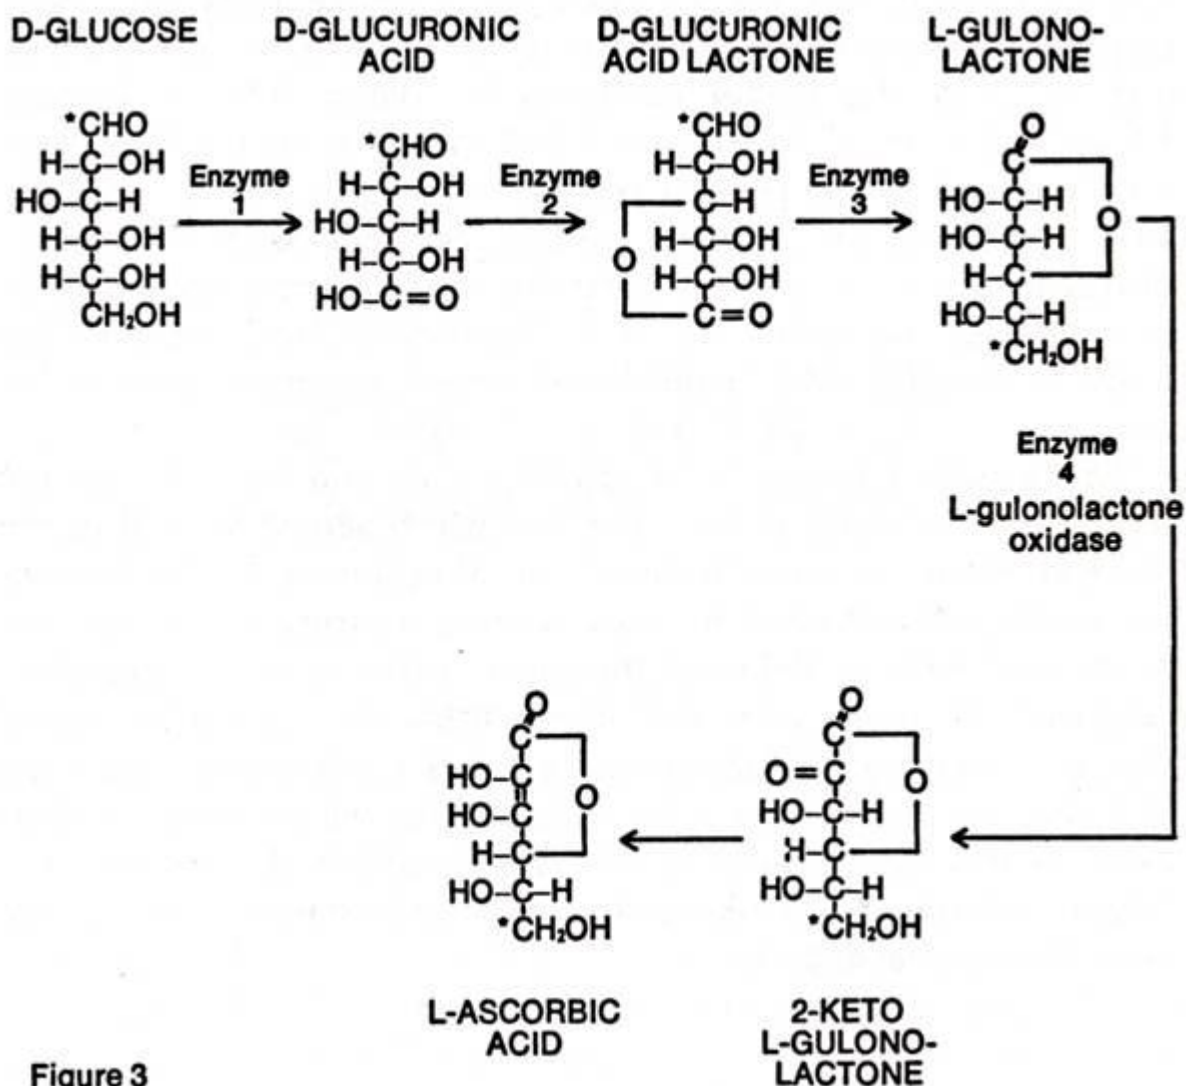 D-GLUCOSE
D-GLUCURONIC
ACID
D-GLUCURONIC
ACID LACTONE
L-GULONO-
LACTONE
*CHO
H-C-OH
HO-C-H
H-C-OH
H-C-OH
CH₂OH
Enzyme
1
*CHO
H-C-OH
HO-C-H
H-C-OH
HO-C=O
Enzyme
2
*CHO
H-C-OH
C-H
O
H-C-OH
H-C-OH
C=O
Enzyme
3
O
C
HO-C-H
O
HO-C-H
H-C
HO-C-H
*CH₂OH
Enzyme
4
L-gulonolactone
oxidase
O
C
O=C
O
HO-C-H
H-C
HO-C-H
*CH₂OH
2-KETO
L-GULONO-
LACTONE
O
C
HO-C
O
HO-C
H-C
HO-C-H
*CH₂OH
L-ASCORBIC
ACID
Figure 3